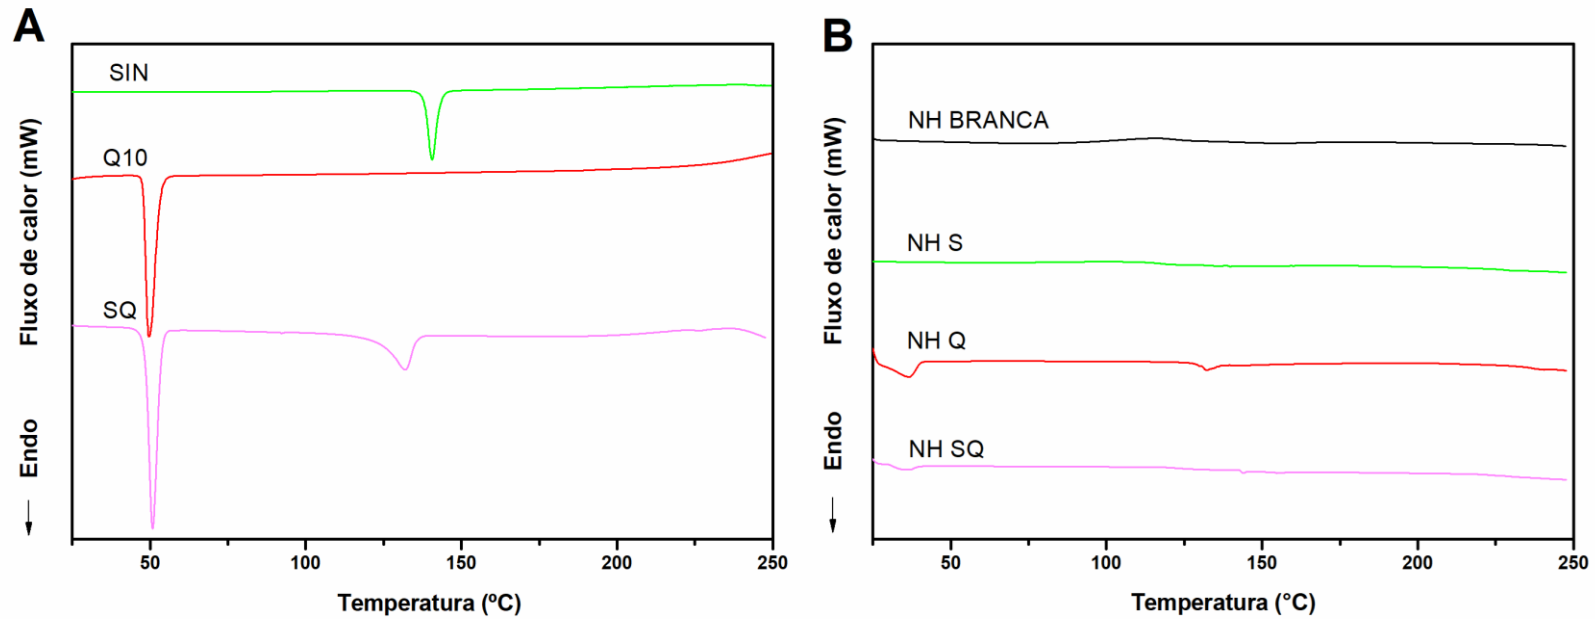 A
SIN
Q10
SQ
Fluxo de calor (mW)
Endo
50
100
150
200
250
Temperatura (ºC)
B
NH BRANCA
NH S
NH Q
NH SQ
Fluxo de calor (mW)
Endo
50
100
150
200
250
Temperatura (°C)